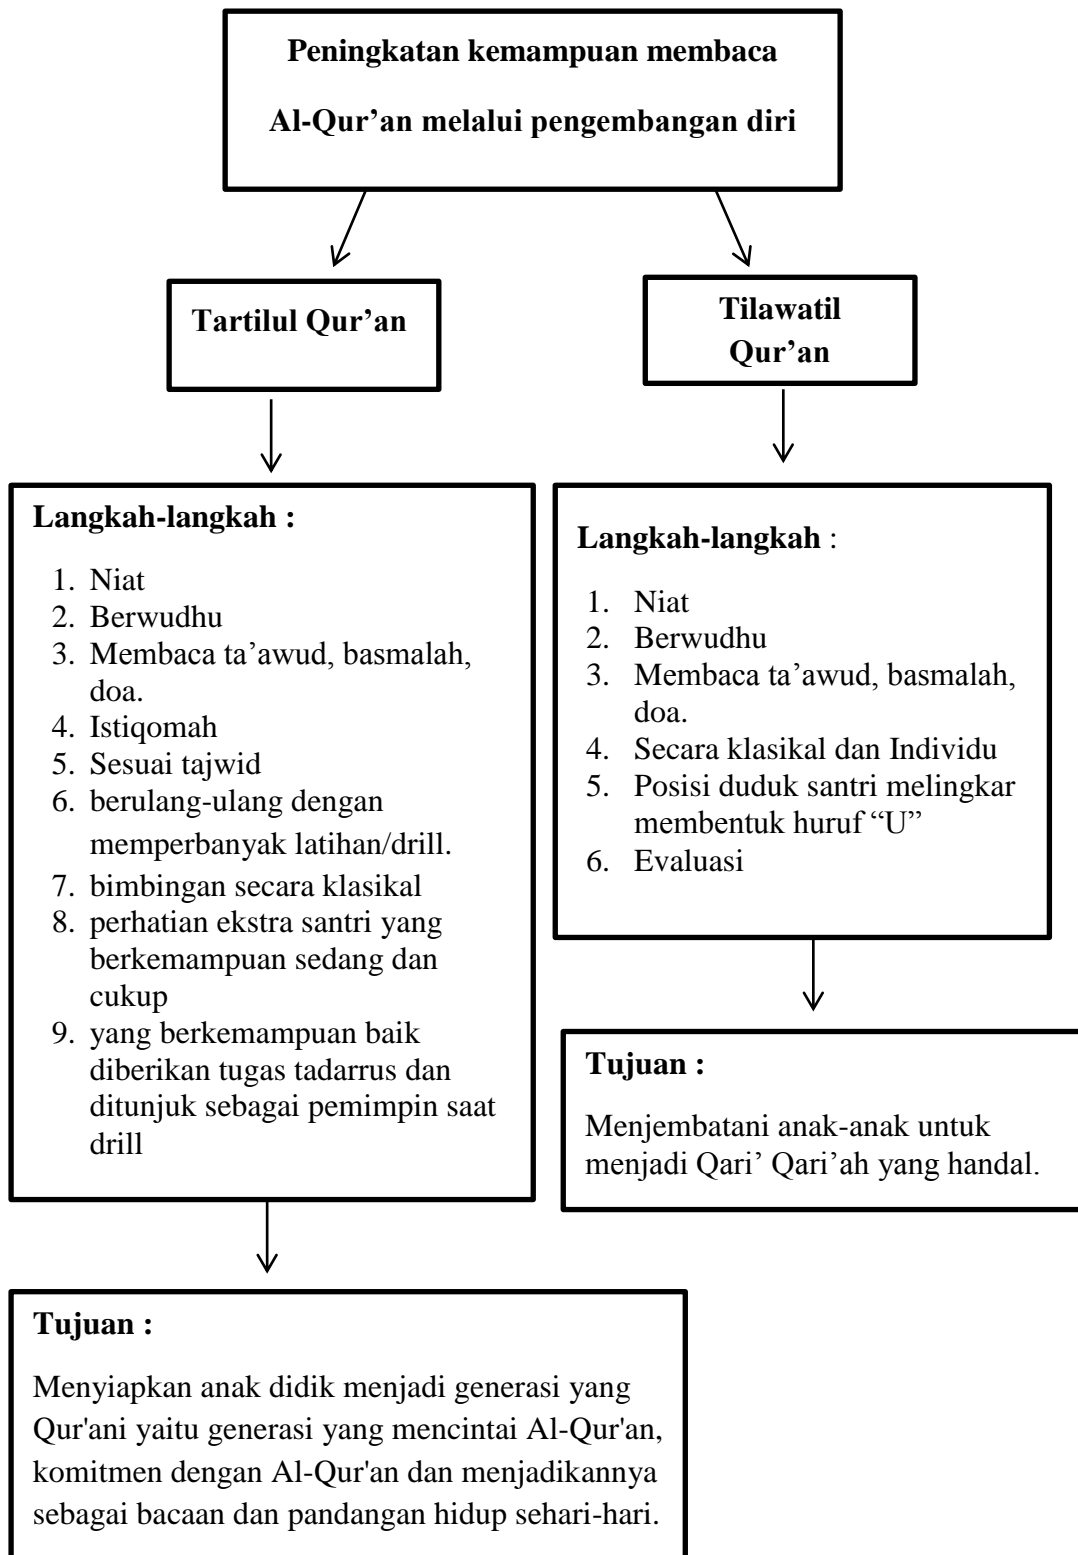 Peningkatan kemampuan membaca
Al-Qur’an melalui pengembangan diri
Tartilul Qur’an
Tilawatil
Qur’an
Langkah-langkah :
1. Niat
2. Berwudhu
3. Membaca ta’awud, basmalah,
doa.
4. Istiqomah
5. Sesuai tajwid
6. berulang-ulang dengan
memperbanyak latihan/drill.
7. bimbingan secara klasikal
8. perhatian ekstra santri yang
berkemampuan sedang dan
cukup
9. yang berkemampuan baik
diberikan tugas tadarrus dan
ditunjuk sebagai pemimpin saat
drill
Langkah-langkah :
1. Niat
2. Berwudhu
3. Membaca ta’awud, basmalah,
doa.
4. Secara klasikal dan Individu
5. Posisi duduk santri melingkar
membentuk huruf “U”
6. Evaluasi
Tujuan :
Menjembatani anak-anak untuk
menjadi Qari’ Qari’ah yang handal.
Tujuan :
Menyiapkan anak didik menjadi generasi yang
Qur'ani yaitu generasi yang mencintai Al-Qur'an,
komitmen dengan Al-Qur'an dan menjadikannya
sebagai bacaan dan pandangan hidup sehari-hari.